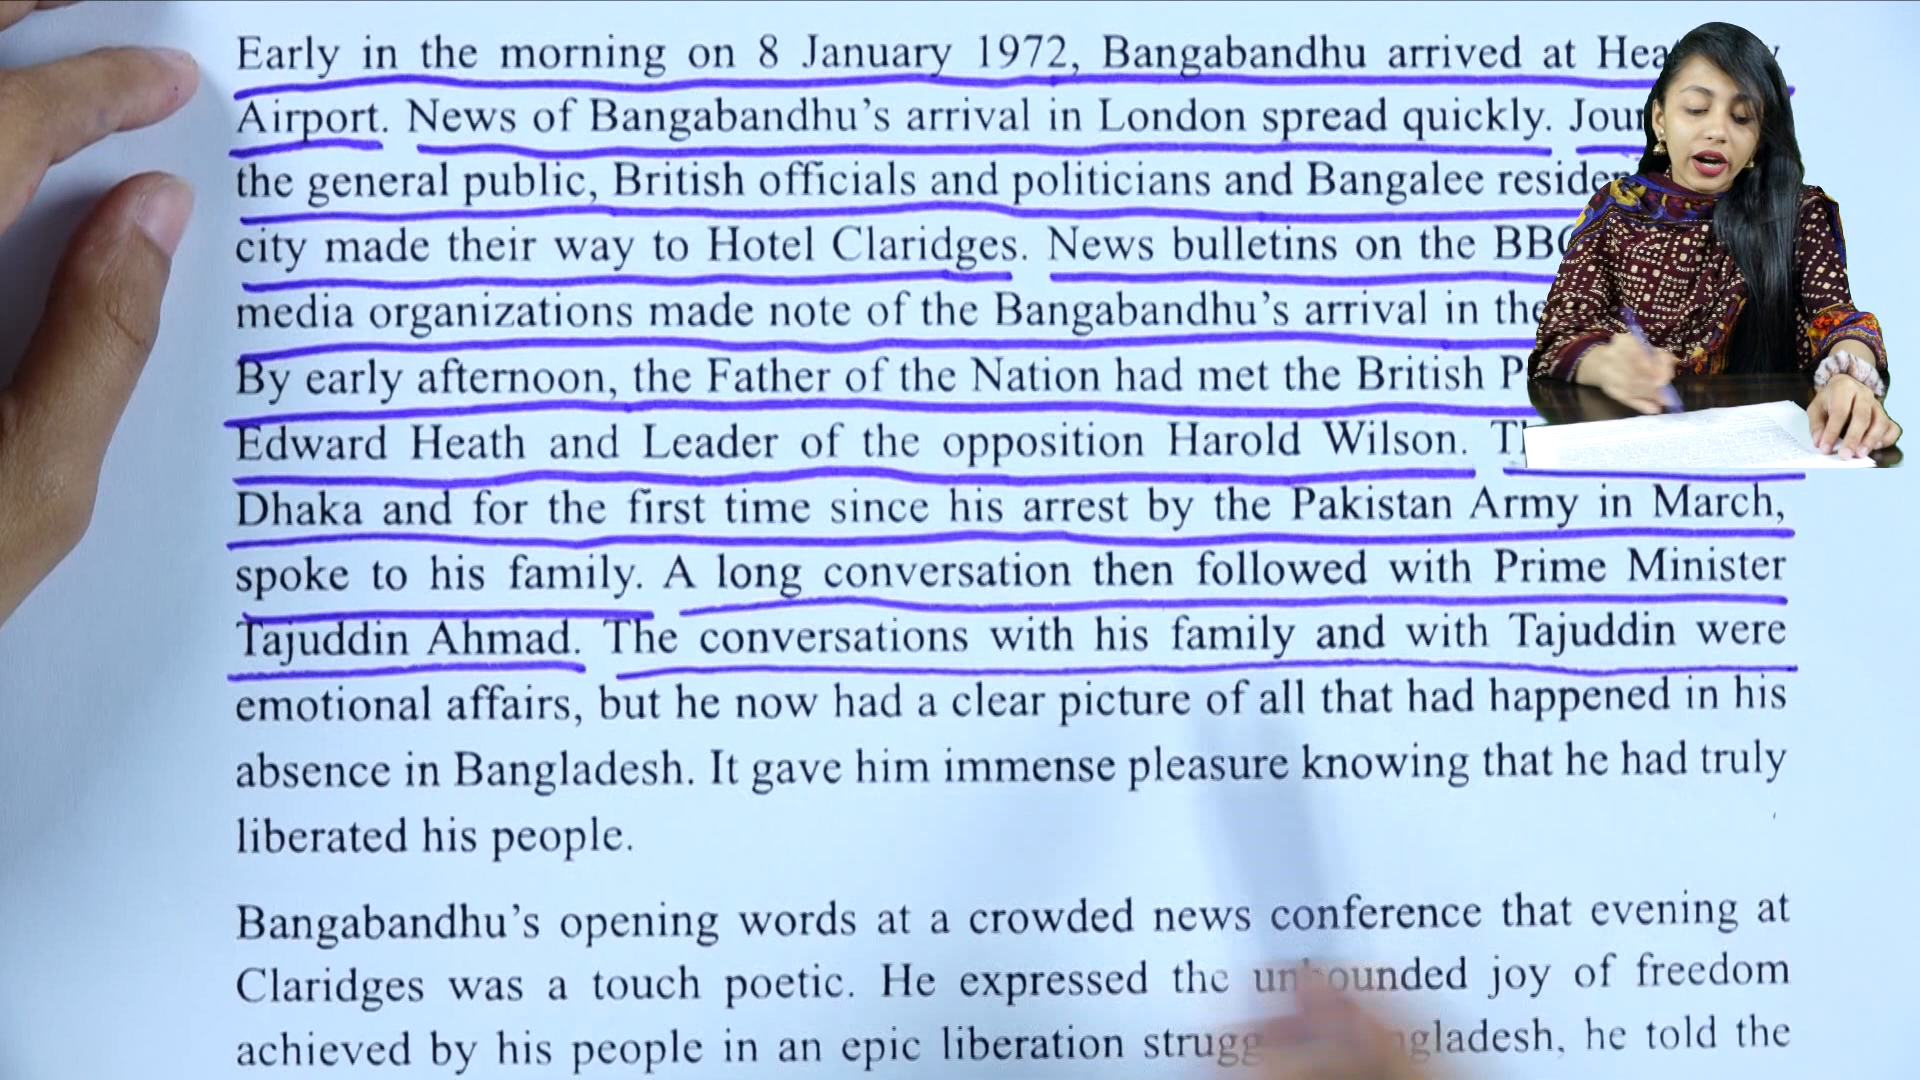 Early in the morning on 8 January 1972, Bangabandhu arrived at
Airport. News of Bangabandhu's arrival in London spread quickly.
the general public, British officials and politicians and Bangalee
city made their way to Hotel Claridges. News bulletins on the
media organizations made note of the Bangabandhu's arrival in
By early afternoon, the Father of the Nation had met the British
Edward Heath and Leader of the opposition Harold Wilson.
Dhaka and for the first time since his arrest by the Pakistan Army in March,
spoke to his family. A long conversation then followed with Prime Minister
Tajuddin Ahmad. The conversations with his family and with Tajuddin were
emotional affairs, but he now had a clear picture of all that had happened in his
absence in Bangladesh. It gave him immense pleasure knowing that he had truly
liberated his people.
Bangabandhu's opening words at a crowded news conference that evening at
Claridges was a touch poetic. He expressed the unbounded joy of freedom
achieved by his people in an epic liberation he told the